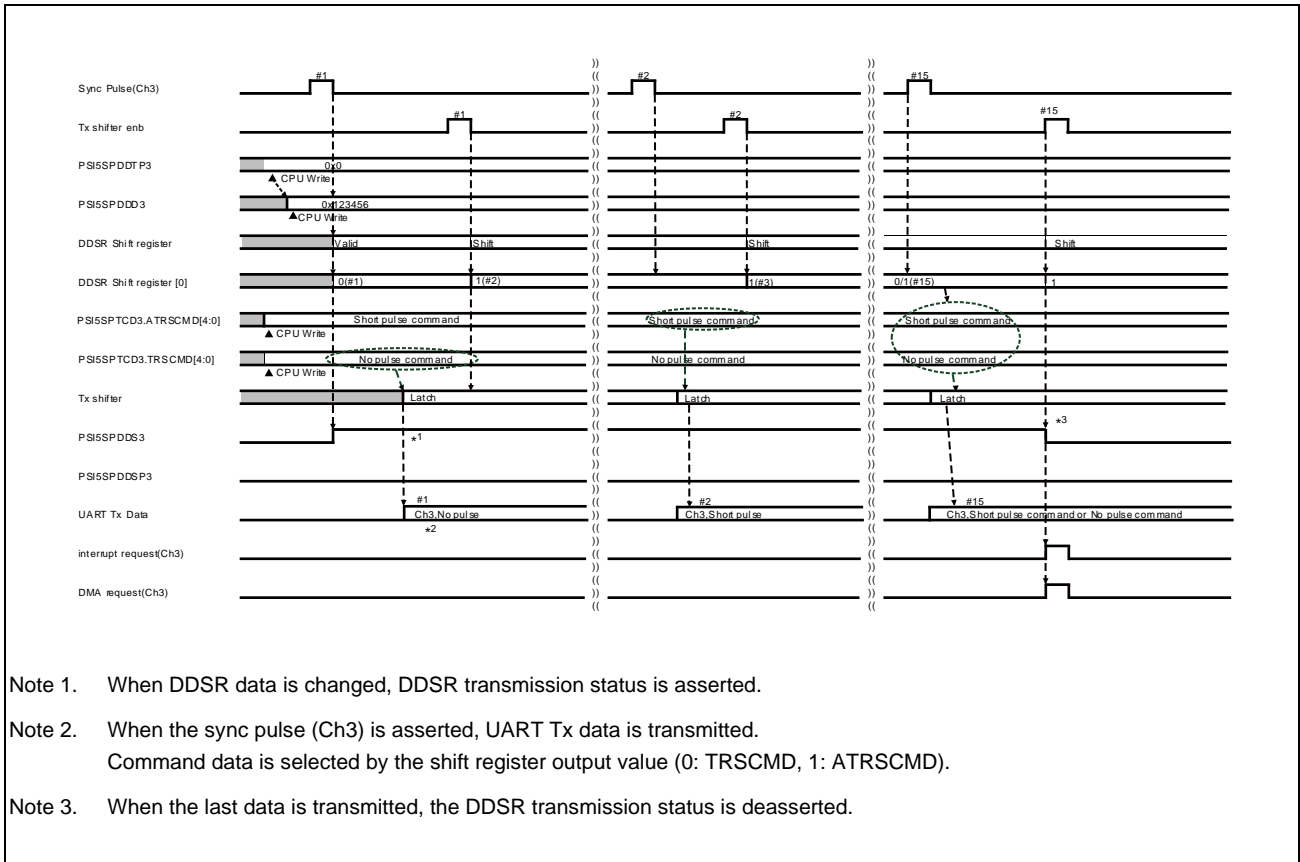 #1
#2
#15
Sync Pulse(Ch3)
#1
#2
#15
Tx shifter enb
PSI5SPDDTP3
0x0
▲ CPU Write
PSI5SPDDD3
0x123456
▲CPU Write
DDSR Shift register
Valid
Shift
Shift
Shift
DDSR Shift register [0]
0(#1)
1(#2)
1(#3)
0/1(#15)
1
PSI5SPTCD3.ATRSCMD[4:0]
Short pulse command
Short pulse command
Short pulse command
▲ CPU Write
PSI5SPTCD3.TRSCMD[4:0]
No pulse command
No pulse command
No pulse command
▲ CPU Write
Tx shifter
Latch
Latch
Latch
*3
PSI5SPDDS3
*1
PSI5SPDDSP3
#1
#2
#15
UART Tx Data
Ch3,No pulse
Ch3,Short pulse
Ch3,Short pulse command or No pulse command
*2
interrupt request(Ch3)
DMA request(Ch3)
Note 1. When DDSR data is changed, DDSR transmission status is asserted.
Note 2. When the sync pulse (Ch3) is asserted, UART Tx data is transmitted.
Command data is selected by the shift register output value (0: TRSCMD, 1: ATRSCMD).
Note 3. When the last data is transmitted, the DDSR transmission status is deasserted.